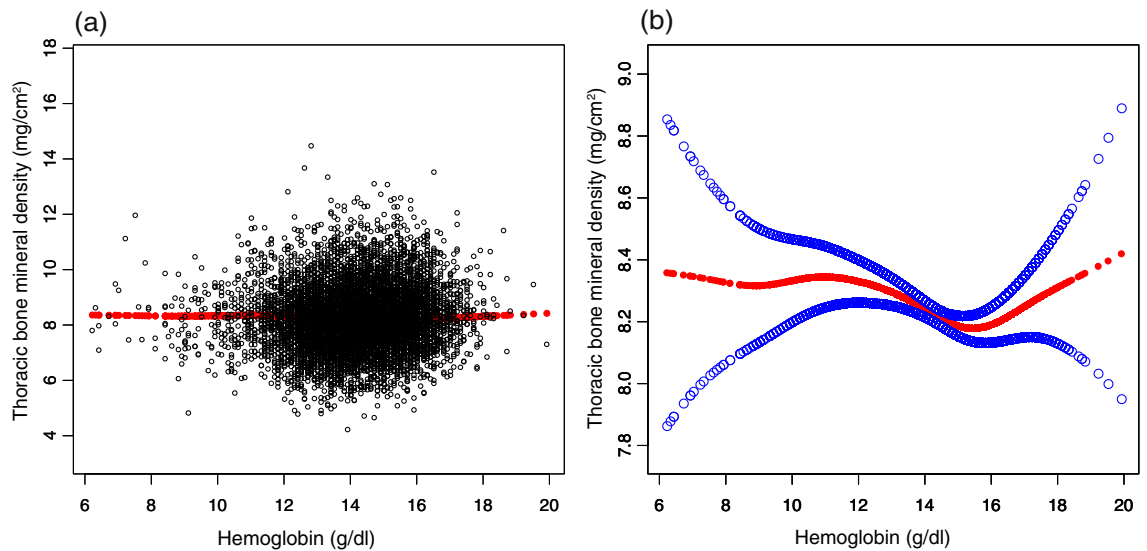 (a)
Thoracic bone mineral density (mg/cm²)
18
16
14
12
10
8
6
4
6 8 10 12 14 16 18 20
Hemoglobin (g/dl)
(b)
Thoracic bone mineral density (mg/cm²)
9.0
8.8
8.6
8.4
8.2
8.0
7.8
6 8 10 12 14 16 18 20
Hemoglobin (g/dl)